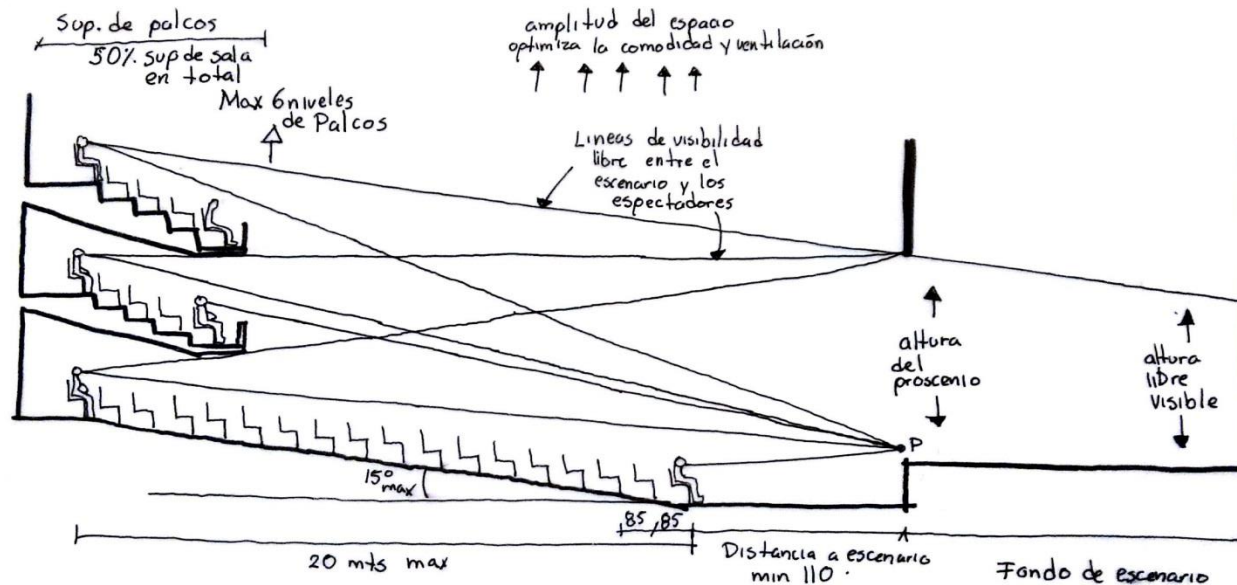 Sup. de palcos
50% sup de sala
en total
Max 6 niveles
de Palcos
amplitud del espacio
optimiza la comodidad y ventilación
Lineas de visibilidad
libre entre el
escenario y los
espectadores
altura
del
proscenio
altura
libre
visible
P
15° max
85 85
20 mts max
Distancia a escenario
min 110.
Fondo de escenario